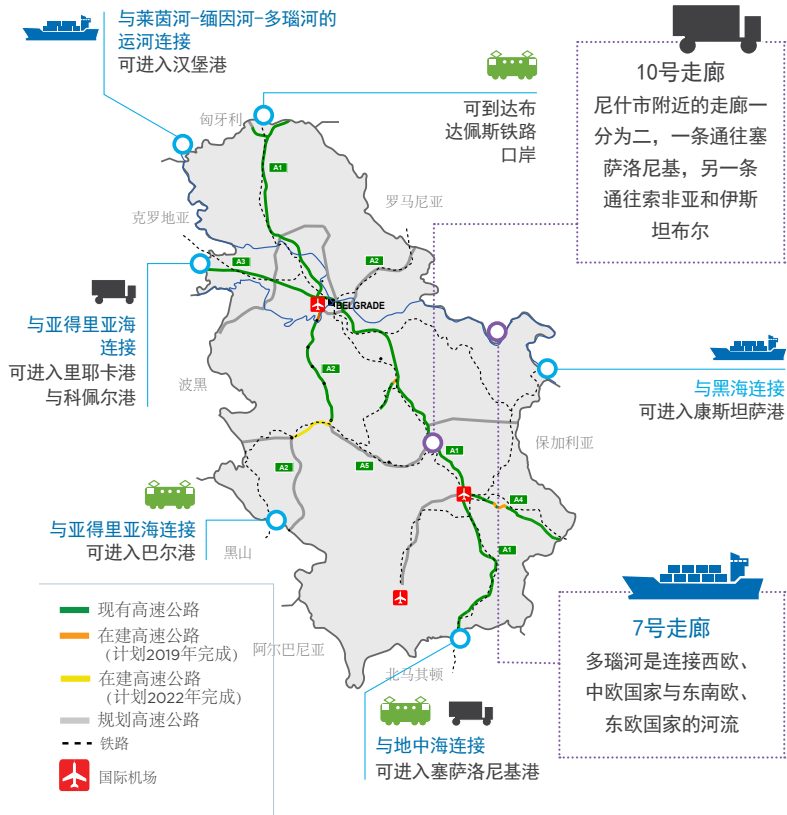 与莱茵河-缅因河-多瑙河的
运河连接
可进入汉堡港
可到达布
达佩斯铁路
口岸
10号走廊
尼什市附近的走廊一
分为二，一条通往塞
萨洛尼基，另一条
通往索非亚和伊斯
坦布尔
匈牙利
A1
罗马尼亚
克罗地亚
A3
A2
BELGRADE
与亚得里亚海
连接
可进入里耶卡港
与科佩尔港
波黑
A2
与黑海连接
可进入康斯坦萨港
保加利亚
A1
A5
A2
A4
A1
与亚得里亚海连接
可进入巴尔港
黑山
7号走廊
多瑙河是连接西欧、
中欧国家与东南欧、
东欧国家的河流
现有高速公路
在建高速公路
(计划2019年完成)
在建高速公路
(计划2022年完成)
规划高速公路
铁路
国际机场
阿尔巴尼亚
北马其顿
与地中海连接
可进入塞萨洛尼基港